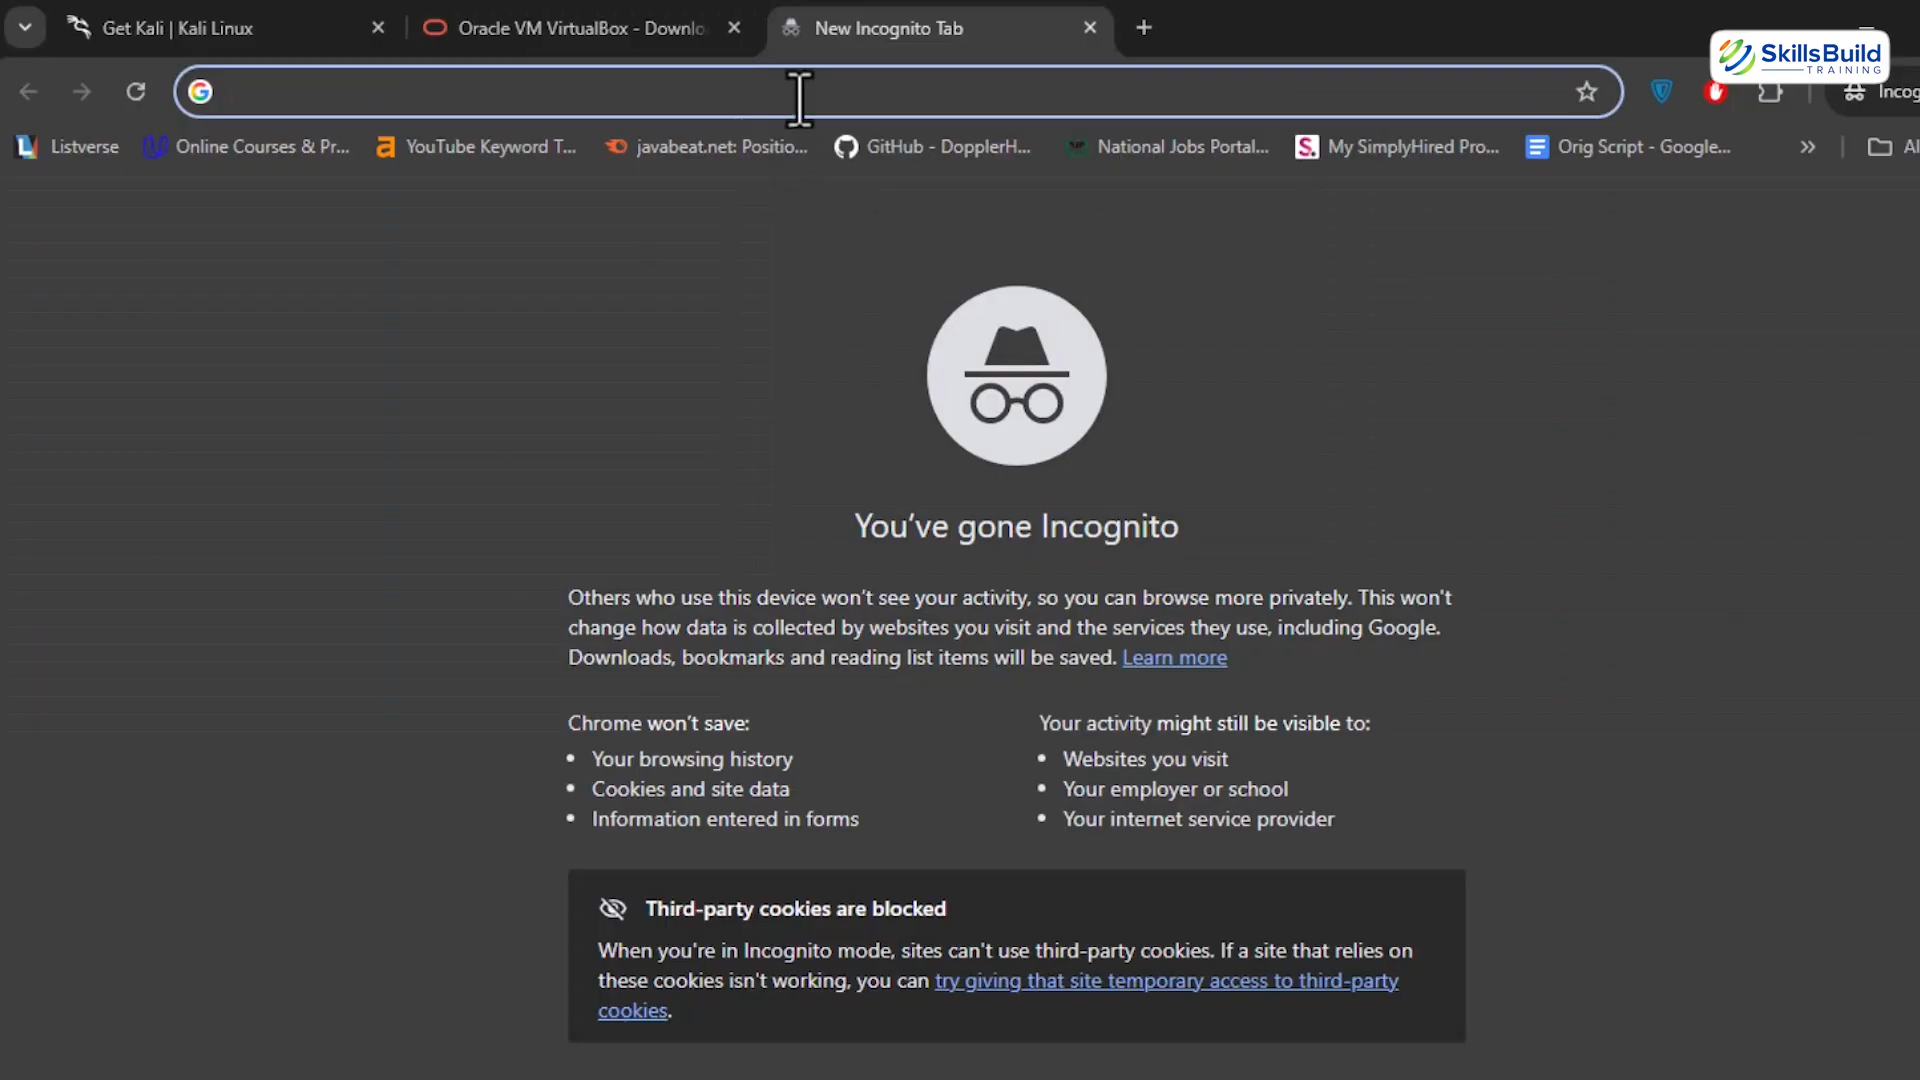 Get Kali | Kali Linux
Oracle VM VirtualBox - Downlo
New Incognito Tab
SkillsBuild
TRAINING
Incog
Listverse
Online Courses & Pr...
YouTube Keyword T...
javabeat.net: Positio...
GitHub - DopplerH...
National Jobs Portal...
My SimplyHired Pro...
Orig Script - Google...
Al
You've gone Incognito
Others who use this device won't see your activity, so you can browse more privately. This won't
change how data is collected by websites you visit and the services they use, including Google.
Downloads, bookmarks and reading list items will be saved. Learn more
Chrome won't save:
• Your browsing history
• Cookies and site data
• Information entered in forms
Your activity might still be visible to:
• Websites you visit
• Your employer or school
• Your internet service provider
Third-party cookies are blocked
When you're in Incognito mode, sites can't use third-party cookies. If a site that relies on
these cookies isn't working, you can try giving that site temporary access to third-party
cookies.